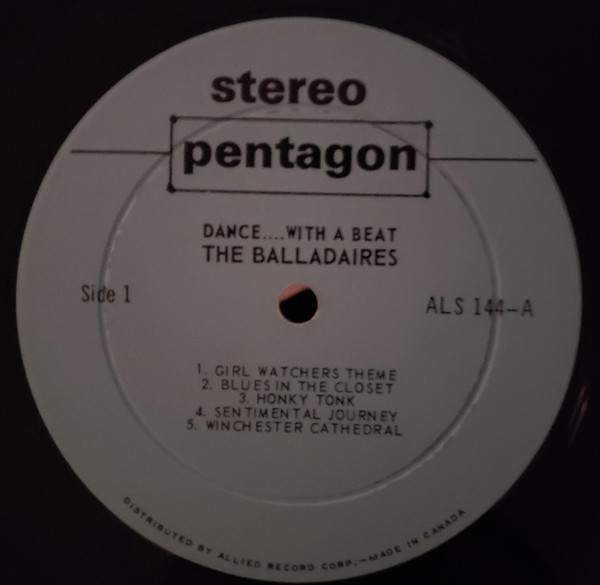 stereo
pentagon
DANCE....WITH A BEAT
THE BALLADAIRES
Side 1
ALS 144-A
1. GIRL WATCHERS THEME
2. BLUES IN THE CLOSET
3. HONKY TONK
4. SENTIMENTAL JOURNEY
5. WINCHESTER CATHEDRAL
DISTRIBUTED BY ALLIED RECORD CORP.-MADE IN CANADA